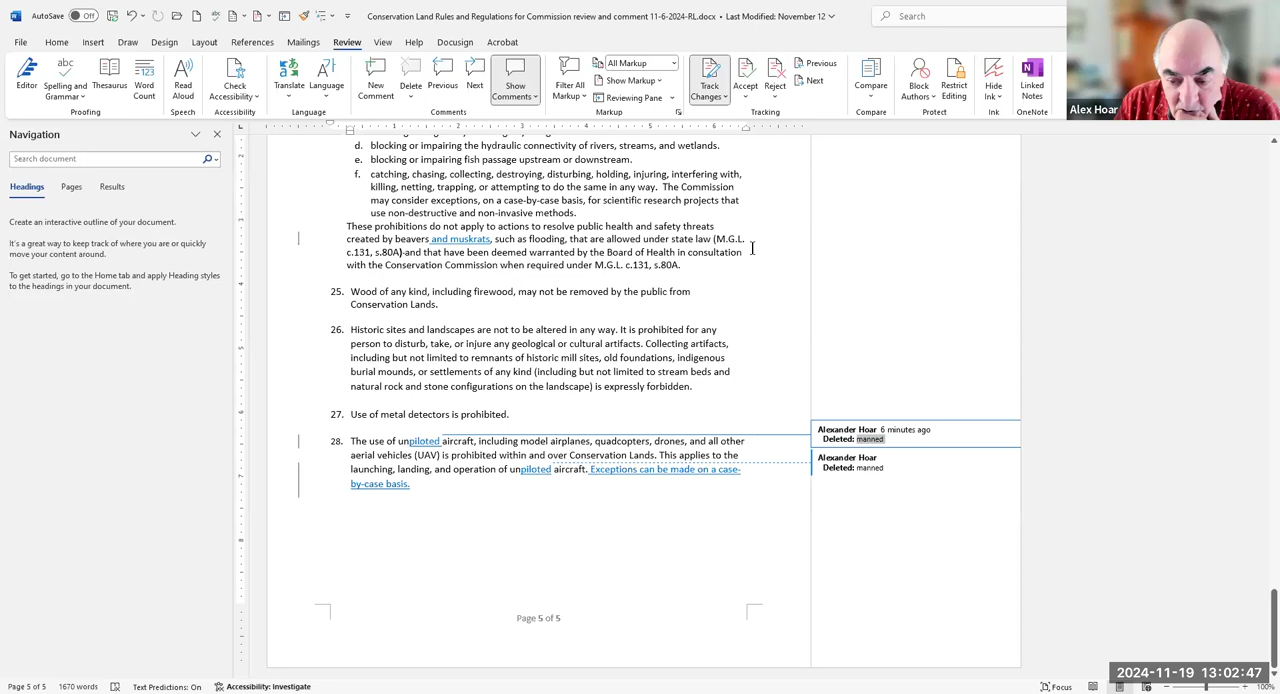 AutoSave Off Conservation Land Rules and Regulations for Commission review and comment 11-6-2024-RL.docx • Last Modified: November 12 Search
File Home Insert Draw Design Layout References Mailings Review View Help Docusign Acrobat
Editor Spelling and Grammar Thesaurus Word Count Read Aloud Check Accessibility Translate Language New Comment Delete Previous Next Show Comments Filter All Markup All Markup Show Markup Reviewing Pane Track Changes Accept Reject Previous Next Compare Block Authors Restrict Editing Hide Ink Linked Notes
Proofing Speech Accessibility Language Comments Markup Tracking Compare Protect Ink OneNote
Alex Hoar
Navigation
Search document
Headings Pages Results
Create an interactive outline of your document.
It's a great way to keep track of where you are or quickly
move your content around.
To get started, go to the Home tab and apply Heading styles
to the headings in your document.
d. blocking or impairing the hydraulic connectivity of rivers, streams, and wetlands.
e. blocking or impairing fish passage upstream or downstream.
f. catching, chasing, collecting, destroying, disturbing, holding, injuring, interfering with,
killing, netting, trapping, or attempting to do the same in any way. The Commission
may consider exceptions, on a case-by-case basis, for scientific research projects that
use non-destructive and non-invasive methods.
These prohibitions do not apply to actions to resolve public health and safety threats
created by beavers and muskrats, such as flooding, that are allowed under state law (M.G.L.
c.131, s.80A) and that have been deemed warranted by the Board of Health in consultation
with the Conservation Commission when required under M.G.L. c.131, s.80A.
25. Wood of any kind, including firewood, may not be removed by the public from
Conservation Lands.
26. Historic sites and landscapes are not to be altered in any way. It is prohibited for any
person to disturb, take, or injure any geological or cultural artifacts. Collecting artifacts,
including but not limited to remnants of historic mill sites, old foundations, indigenous
burial mounds, or settlements of any kind (including but not limited to stream beds and
natural rock and stone configurations on the landscape) is expressly forbidden.
27. Use of metal detectors is prohibited.
28. The use of unpiloted aircraft, including model airplanes, quadcopters, drones, and all other
aerial vehicles (UAV) is prohibited within and over Conservation Lands. This applies to the
launching, landing, and operation of unpiloted aircraft. Exceptions can be made on a case-
by-case basis.
Alexander Hoar 6 minutes ago
Deleted: manned
Alexander Hoar
Deleted: manned
Page 5 of 5
2024-11-19 13:02:47
Page 5 of 5 1670 words Text Predictions: On Accessibility: Investigate Focus 100%